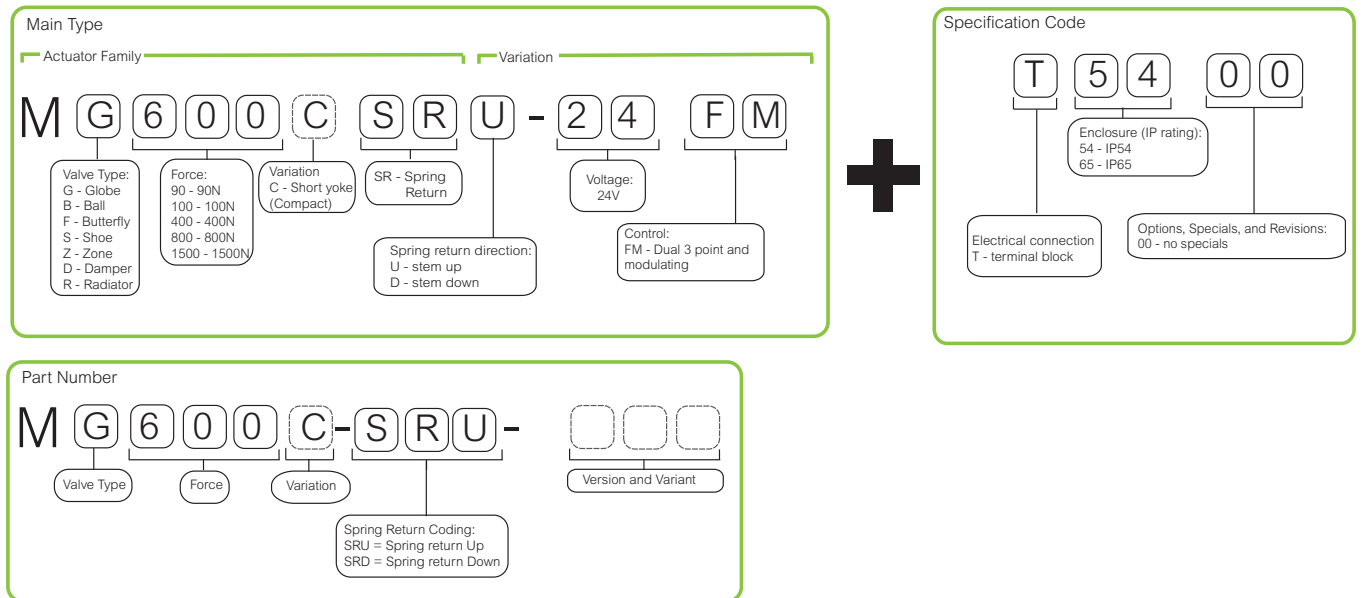 Main Type
Actuator Family
Variation
M G 6 0 0 C S R U - 2 4 F M
Valve Type:
G - Globe
B - Ball
F - Butterfly
S - Shoe
Z - Zone
D - Damper
R - Radiator
Force:
90 - 90N
100 - 100N
400 - 400N
800 - 800N
1500 - 1500N
Variation
C - Short yoke
(Compact)
SR - Spring
Return
Spring return direction:
U - stem up
D - stem down
Voltage:
24V
Control:
FM - Dual 3 point and
modulating
Specification Code
T 5 4 0 0
Enclosure (IP rating):
54 - IP54
65 - IP65
Electrical connection
T - terminal block
Options, Specials, and Revisions:
00 - no specials
Part Number
M G 6 0 0 C - S R U -
Valve Type
Force
Variation
Version and Variant
Spring Return Coding:
SRU = Spring return Up
SRD = Spring return Down